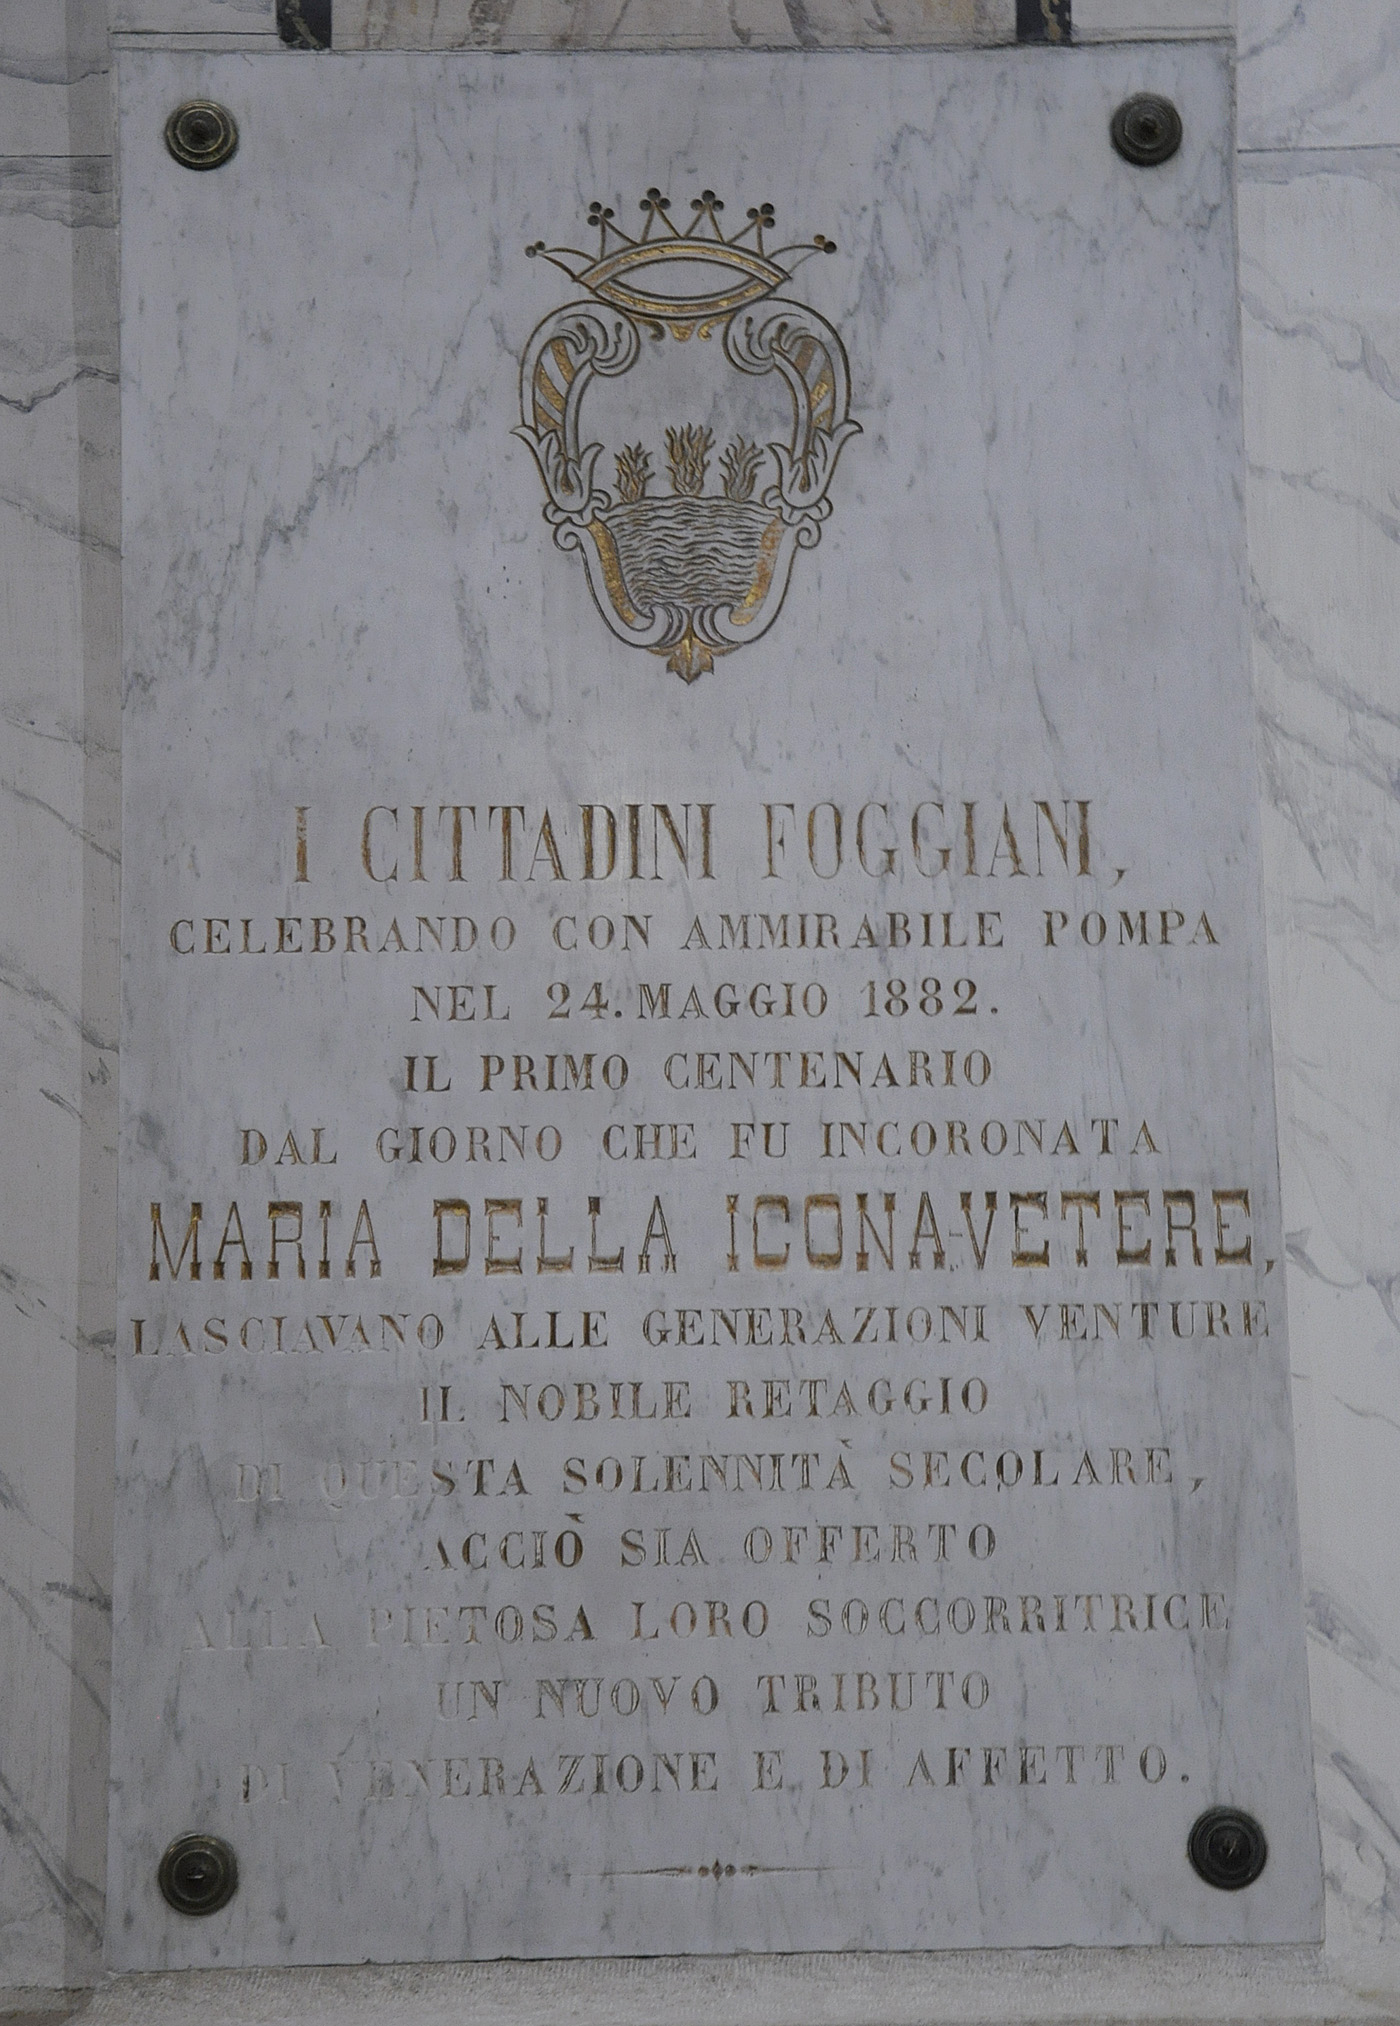 I CITTADINI FOGGIANI,
CELEBRANDO CON AMMIRABILE POMPA
NEL 24. MAGGIO 1882.
IL PRIMO CENTENARIO
DAL GIORNO CHE FU INCORONATA
MARIA DELLA ICONA-VETERE,
LASCIAVANO ALLE GENERAZIONI VENTURE
IL NOBILE RETAGGIO
DI QUESTA SOLENNITÀ SECOLARE,
ACCIÒ SIA OFFERTO
ALLA PIETOSA LORO SOCCORRITRICE
UN NUOVO TRIBUTO
DI VENERAZIONE E DI AFFETTO.